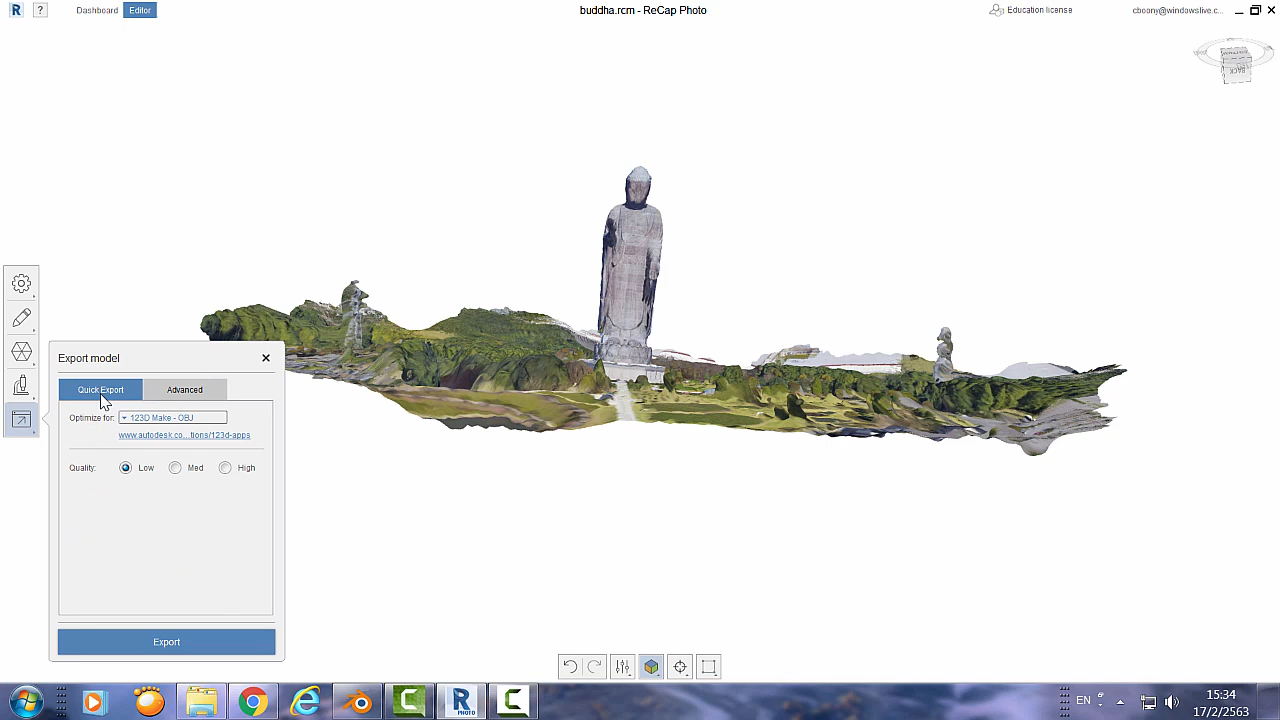 R ? Dashboard Editor buddha.rcm - ReCap Photo Education license cboony@windowslive.c...
BACK
Export model
Quick Export Advanced
Optimize for: 123D Make - OBJ
www.autodesk.co...tions/123d-apps
Quality: Low Med High
Export
EN 15:34
17/2/2563